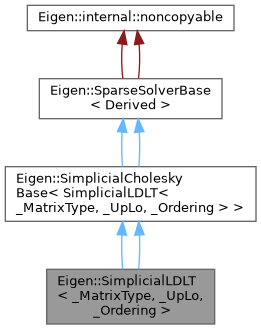 Eigen::internal::noncopyable
Eigen::SparseSolverBase
< Derived >
Eigen::SimplicialCholesky
Base< SimplicialLDLT<
_MatrixType, _UpLo, _Ordering > >
Eigen::SimplicialLDLT
< _MatrixType, _UpLo,
_Ordering >